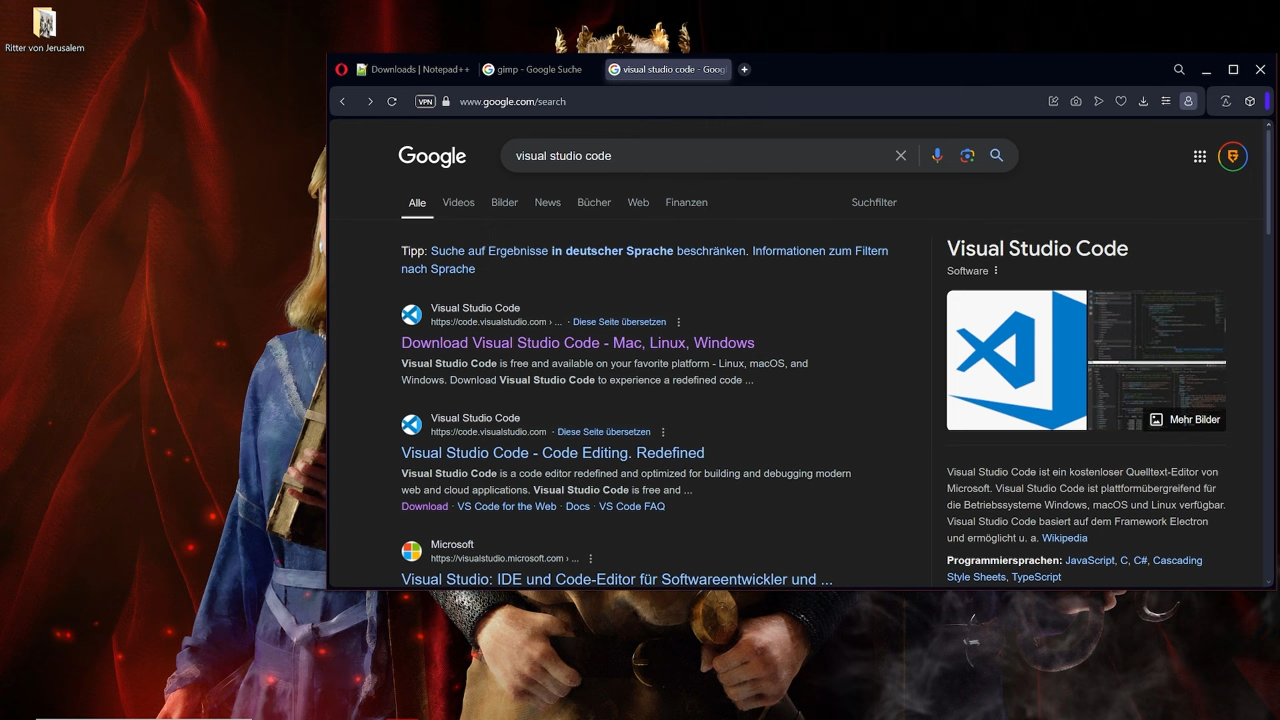 Ritter von Jerusalem
Downloads | Notepad++
gimp - Google Suche
visual studio code - Goog
VPN
www.google.com/search
Google
visual studio code
Alle
Videos
Bilder
News
Bücher
Web
Finanzen
Suchfilter
Tipp: Suche auf Ergebnisse in deutscher Sprache beschränken. Informationen zum Filtern
nach Sprache
Visual Studio Code
https://code.visualstudio.com › ... · Diese Seite übersetzen
Download Visual Studio Code - Mac, Linux, Windows
Visual Studio Code is free and available on your favorite platform - Linux, macOS, and
Windows. Download Visual Studio Code to experience a redefined code ...
Visual Studio Code
https://code.visualstudio.com · Diese Seite übersetzen
Visual Studio Code - Code Editing. Redefined
Visual Studio Code is a code editor redefined and optimized for building and debugging modern
web and cloud applications. Visual Studio Code is free and ...
Download · VS Code for the Web · Docs · VS Code FAQ
Microsoft
https://visualstudio.microsoft.com › ...
Visual Studio: IDE und Code-Editor für Softwareentwickler und ...
Visual Studio Code
Software
Mehr Bilder
Visual Studio Code ist ein kostenloser Quelltext-Editor von
Microsoft. Visual Studio Code ist plattformübergreifend für
die Betriebssysteme Windows, macOS und Linux verfügbar.
Visual Studio Code basiert auf dem Framework Electron
und ermöglicht u. a. Wikipedia
Programmiersprachen: JavaScript, C, C#, Cascading
Style Sheets, TypeScript